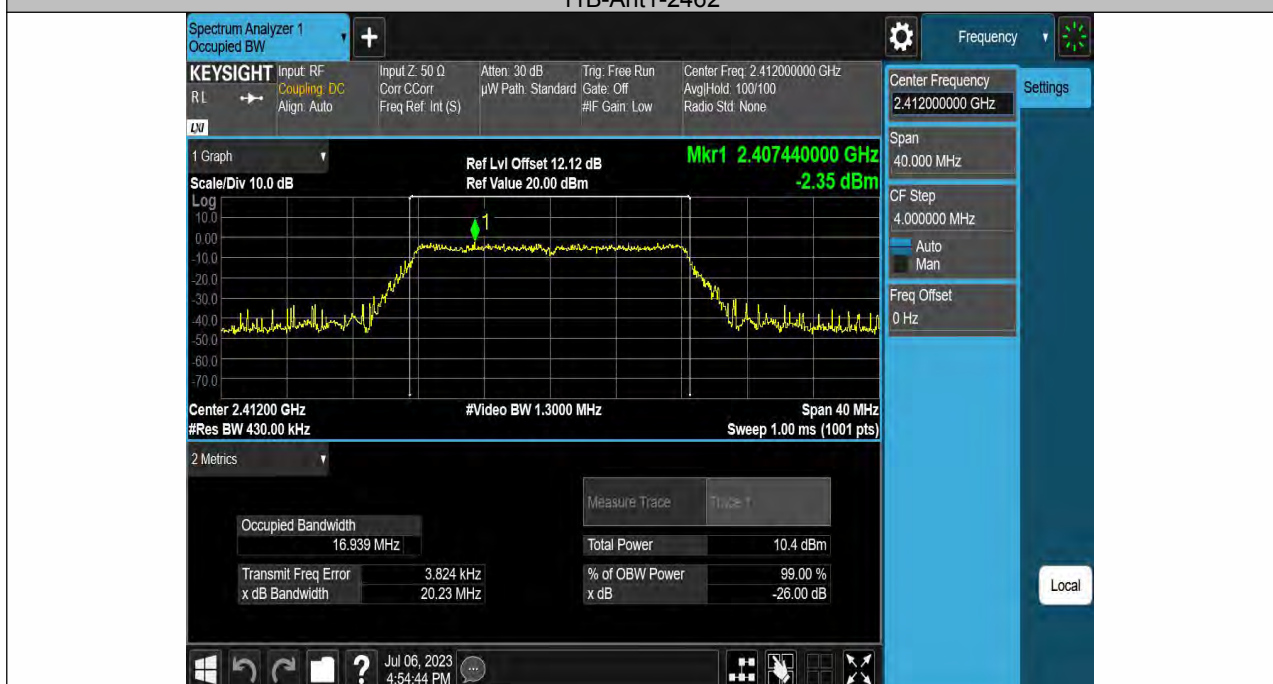 11B-Ant1-2462
Spectrum Analyzer 1
Occupied BW
+
Frequency
KEYSIGHT Input: RF Input Z: 50 Ω Atten: 30 dB Trig: Free Run Center Freq: 2.412000000 GHz
RL Coupling: DC Corr CCorr µW Path: Standard Gate: Off Avg|Hold: 100/100
Align: Auto Freq Ref: Int (S) #IF Gain: Low Radio Std: None
LXI
Center Frequency
2.412000000 GHz
Settings
Span
40.000 MHz
CF Step
4.000000 MHz
Auto
Man
Freq Offset
0 Hz
1 Graph
Ref Lvl Offset 12.12 dB Mkr1 2.407440000 GHz
Scale/Div 10.0 dB Ref Value 20.00 dBm -2.35 dBm
Log
10.0
0.00
-10.0
-20.0
-30.0
-40.0
-50.0
-60.0
-70.0
1
Center 2.41200 GHz #Video BW 1.3000 MHz Span 40 MHz
#Res BW 430.00 kHz Sweep 1.00 ms (1001 pts)
2 Metrics
Measure Trace Trace 1
Occupied Bandwidth
16.939 MHz
Total Power 10.4 dBm
Transmit Freq Error 3.824 kHz % of OBW Power 99.00 %
x dB Bandwidth 20.23 MHz x dB -26.00 dB
Local
? Jul 06, 2023
4:54:44 PM